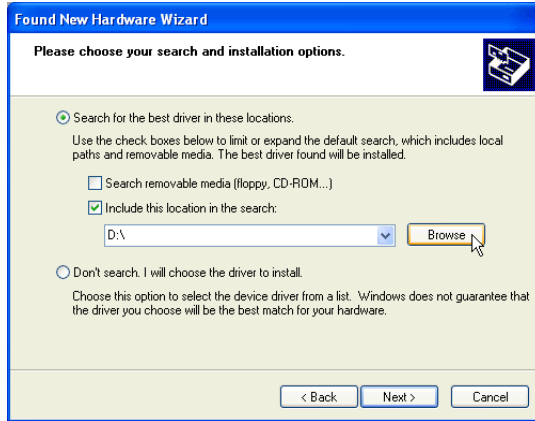 Found New Hardware Wizard
Please choose your search and installation options.
Search for the best driver in these locations.
Use the check boxes below to limit or expand the default search, which includes local
paths and removable media. The best driver found will be installed.
Search removable media (floppy, CD-ROM...)
Include this location in the search:
D:\
Browse
Don't search. I will choose the driver to install.
Choose this option to select the device driver from a list. Windows does not guarantee that
the driver you choose will be the best match for your hardware.
< Back Next > Cancel